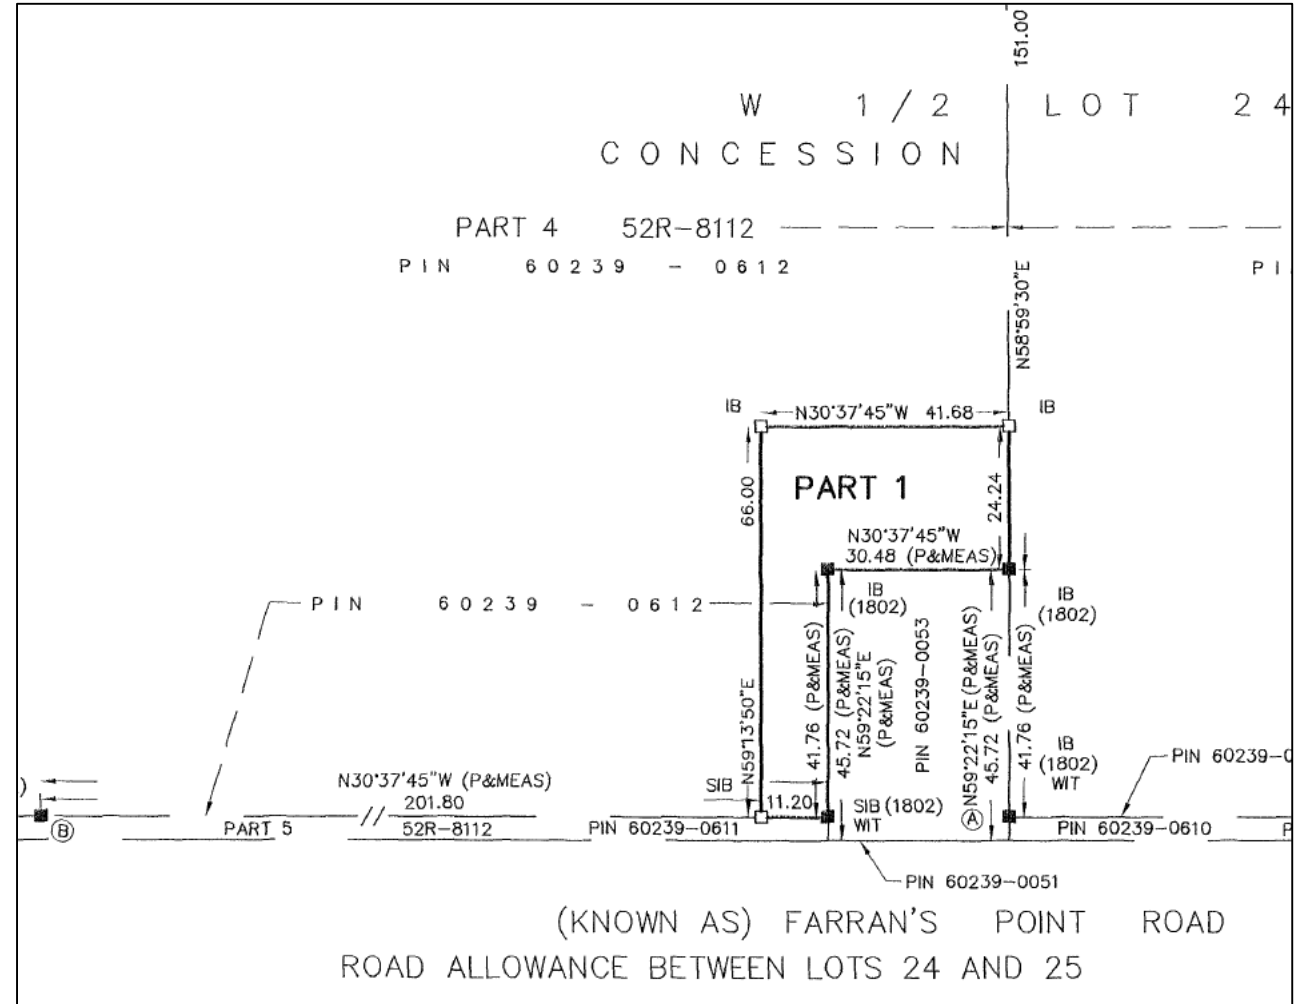 151.00
W 1/2 LOT 24
CONCESSION
PART 4 52R-8112
PIN 60239 - 0612
PI
N58°59'30"E
IB
N30°37'45"W 41.68
IB
66.00
PART 1
24.24
N30°37'45"W
30.48 (P&MEAS)
PIN 60239 - 0612
IB
(1802)
IB
(1802)
N59°13'50"E
41.76 (P&MEAS)
45.72 (P&MEAS)
N59°22'15"E
(P&MEAS)
PIN 60239-0053
N59°22'15"E (P&MEAS)
45.72 (P&MEAS)
41.76 (P&MEAS)
IB
(1802)
WIT
PIN 60239-0
)
N30°37'45"W (P&MEAS)
201.80
SIB
11.20
SIB (1802)
WIT
A
B
PART 5
52R-8112
PIN 60239-0611
PIN 60239-0610
P
PIN 60239-0051
(KNOWN AS) FARRAN'S POINT ROAD
ROAD ALLOWANCE BETWEEN LOTS 24 AND 25